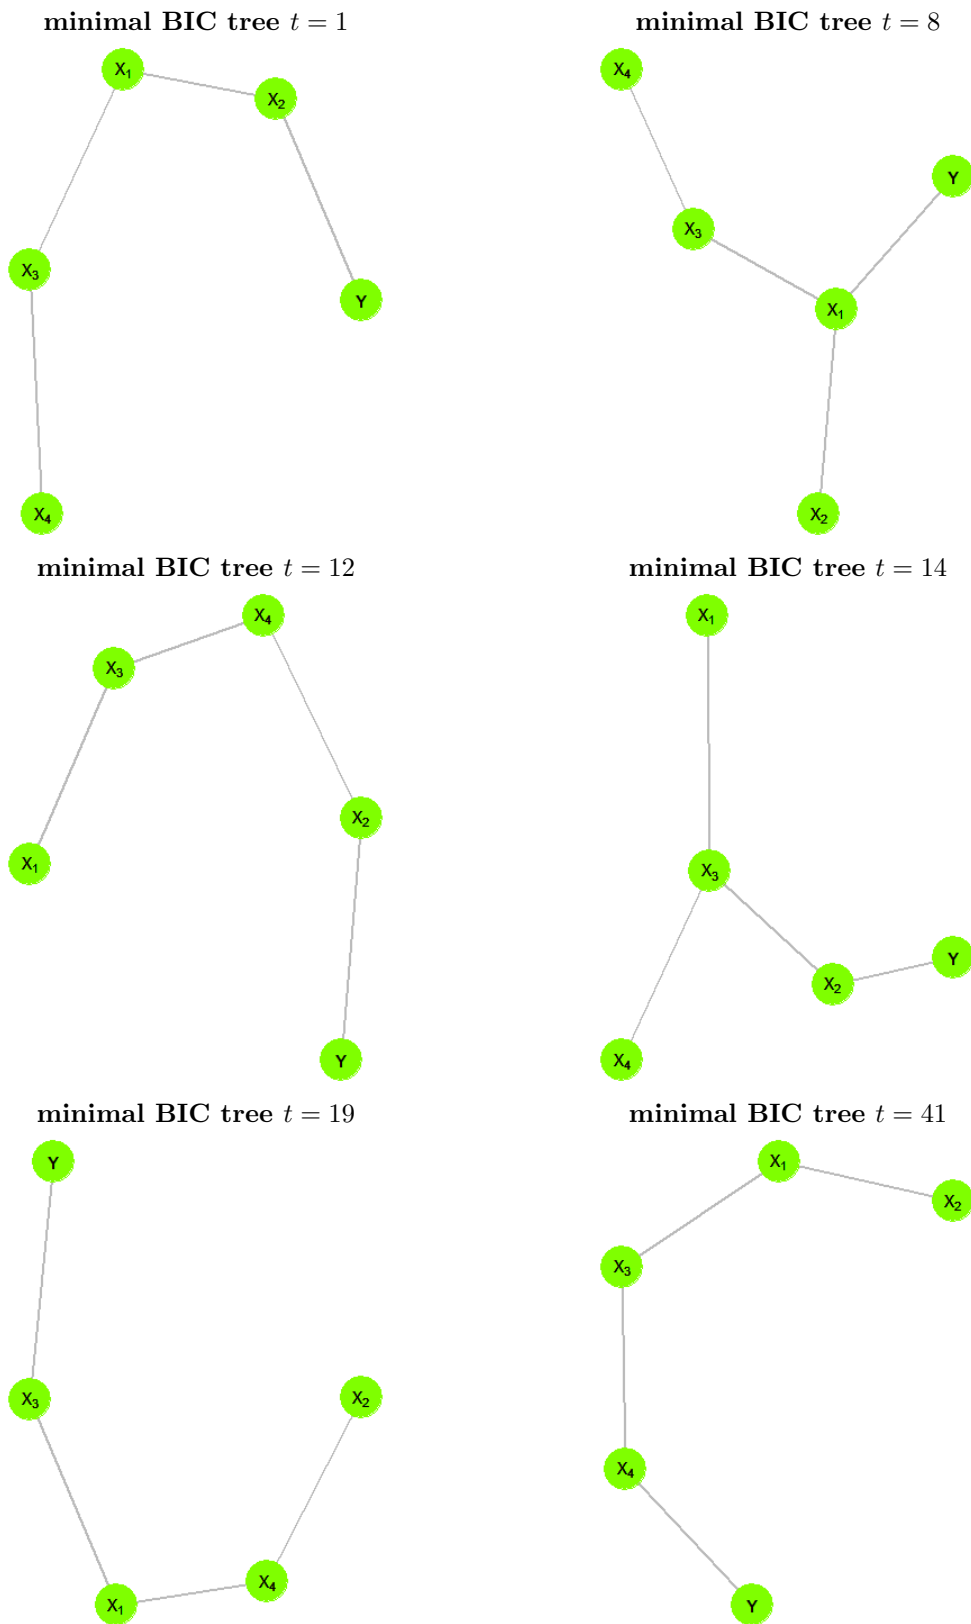 minimal BIC tree t = 1
minimal BIC tree t = 8
X₁
X₂
X₃
Y
X₄
X₄
Y
X₃
X₁
X₂
minimal BIC tree t = 12
minimal BIC tree t = 14
X₄
X₃
X₂
X₁
Y
X₁
X₃
Y
X₂
X₄
minimal BIC tree t = 19
minimal BIC tree t = 41
Y
X₂
X₃
X₄
X₁
X₁
X₂
X₃
X₄
Y